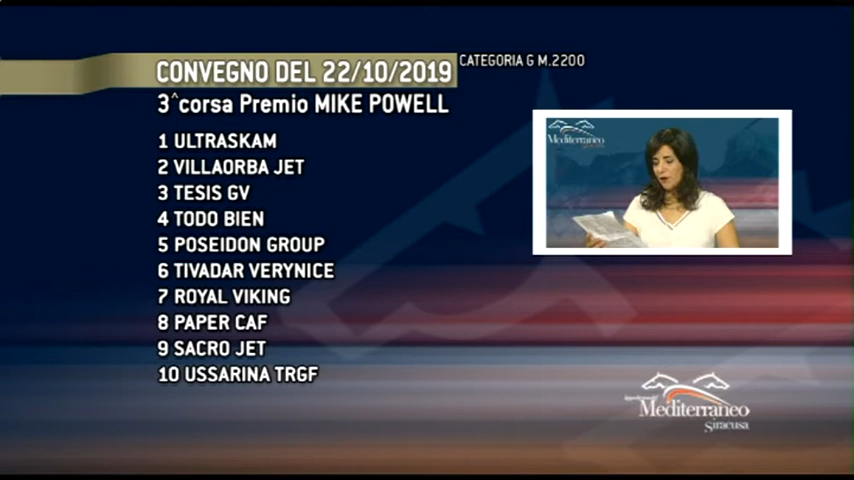 CONVEGNO DEL 22/10/2019
CATEGORIA G M.2200
3^corsa Premio MIKE POWELL
1 ULTRASKAM
2 VILLAORBA JET
3 TESIS GV
4 TODO BIEN
5 POSEIDON GROUP
6 TIVADAR VERYNICE
7 ROYAL VIKING
8 PAPER CAF
9 SACRO JET
10 USSARINA TRGF
Mediterraneo
Mediterraneo
Siracusa